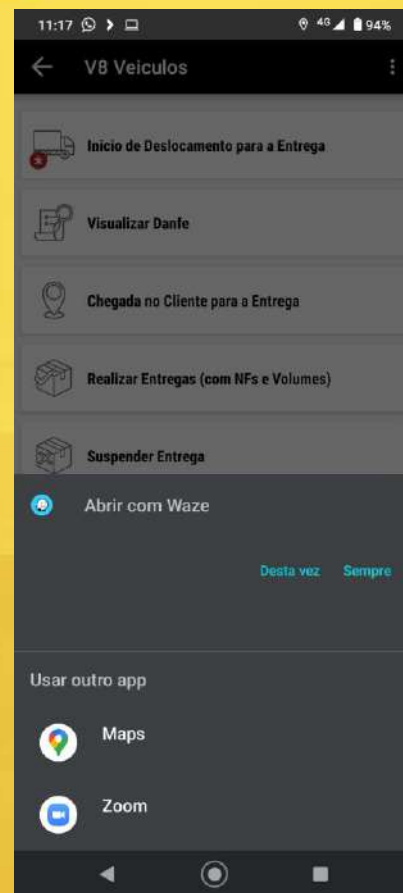 11:17 4G 94%
V8 Veiculos
Inicio de Deslocamento para a Entrega
Visualizar Danfe
Chegada no Cliente para a Entrega
Realizar Entregas (com NFs e Volumes)
Suspender Entrega
Abrir com Waze
Desta vez Sempre
Usar outro app
Maps
Zoom